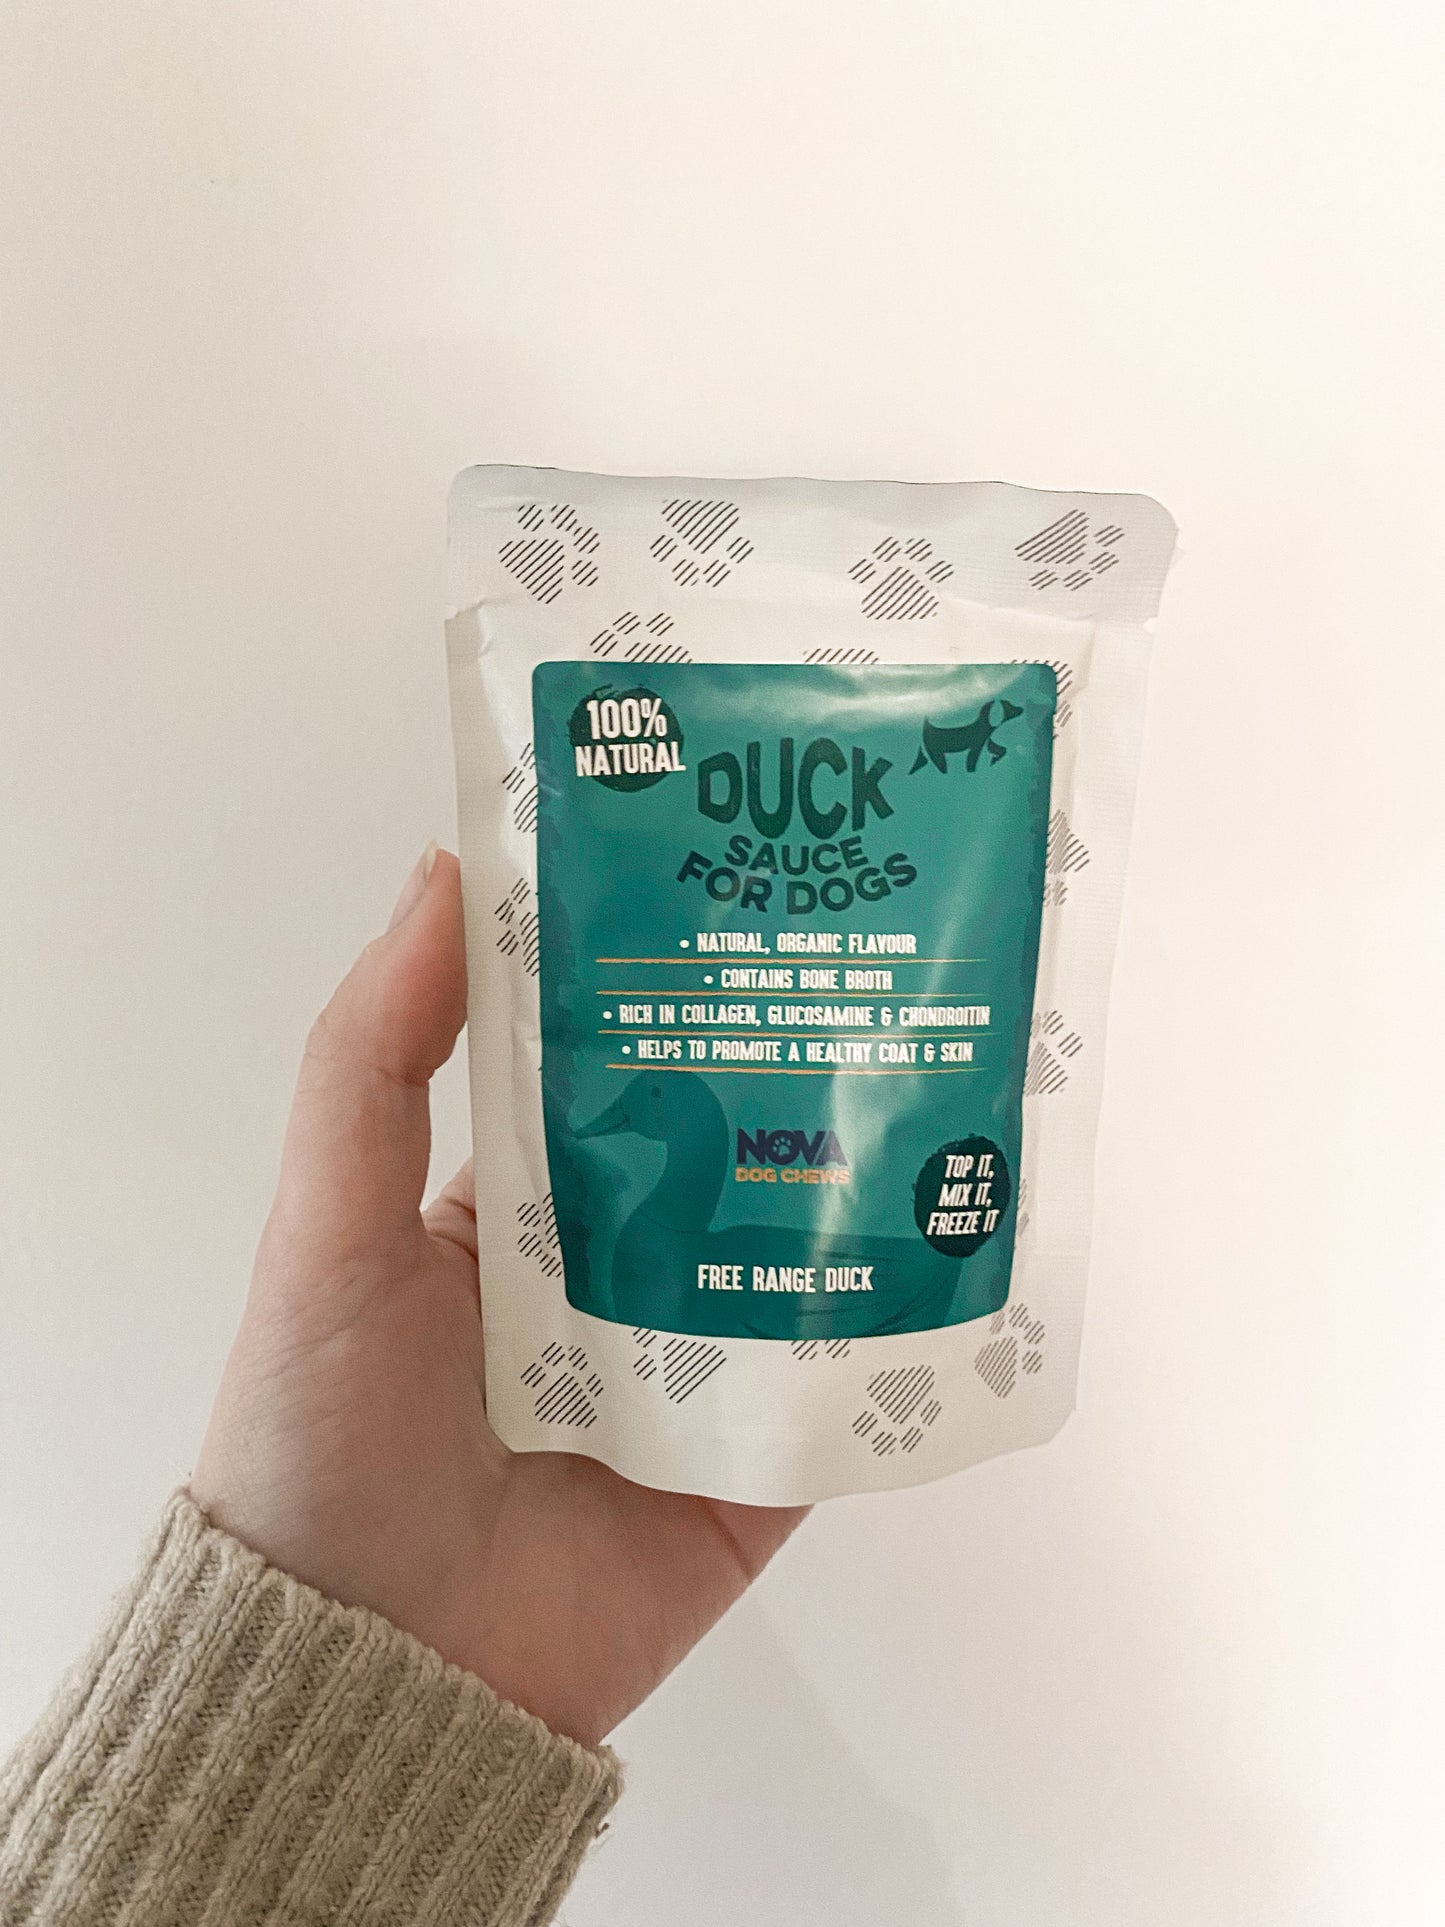 100%
NATURAL
DUCK
SAUCE
FOR DOGS
• NATURAL, ORGANIC FLAVOUR
• CONTAINS BONE BROTH
• RICH IN COLLAGEN, GLUCOSAMINE & CHONDROITIN
• HELPS TO PROMOTE A HEALTHY COAT & SKIN
NOVA
DOG CHEWS
TOP IT,
MIX IT,
FREEZE IT
FREE RANGE DUCK